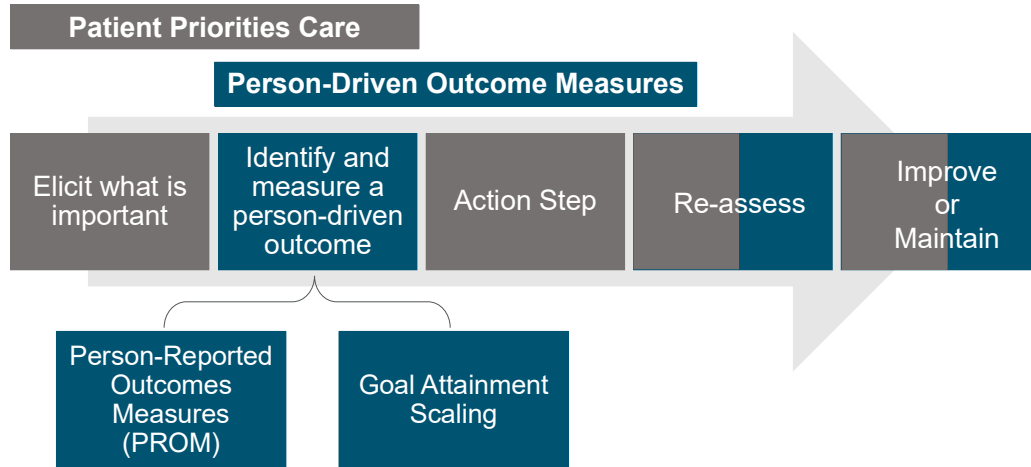 Patient Priorities Care
Person-Driven Outcome Measures
Elicit what is
important
Identify and
measure a
person-driven
outcome
Action Step
Re-assess
Improve
or
Maintain
Person-Reported
Outcomes
Measures
(PROM)
Goal Attainment
Scaling